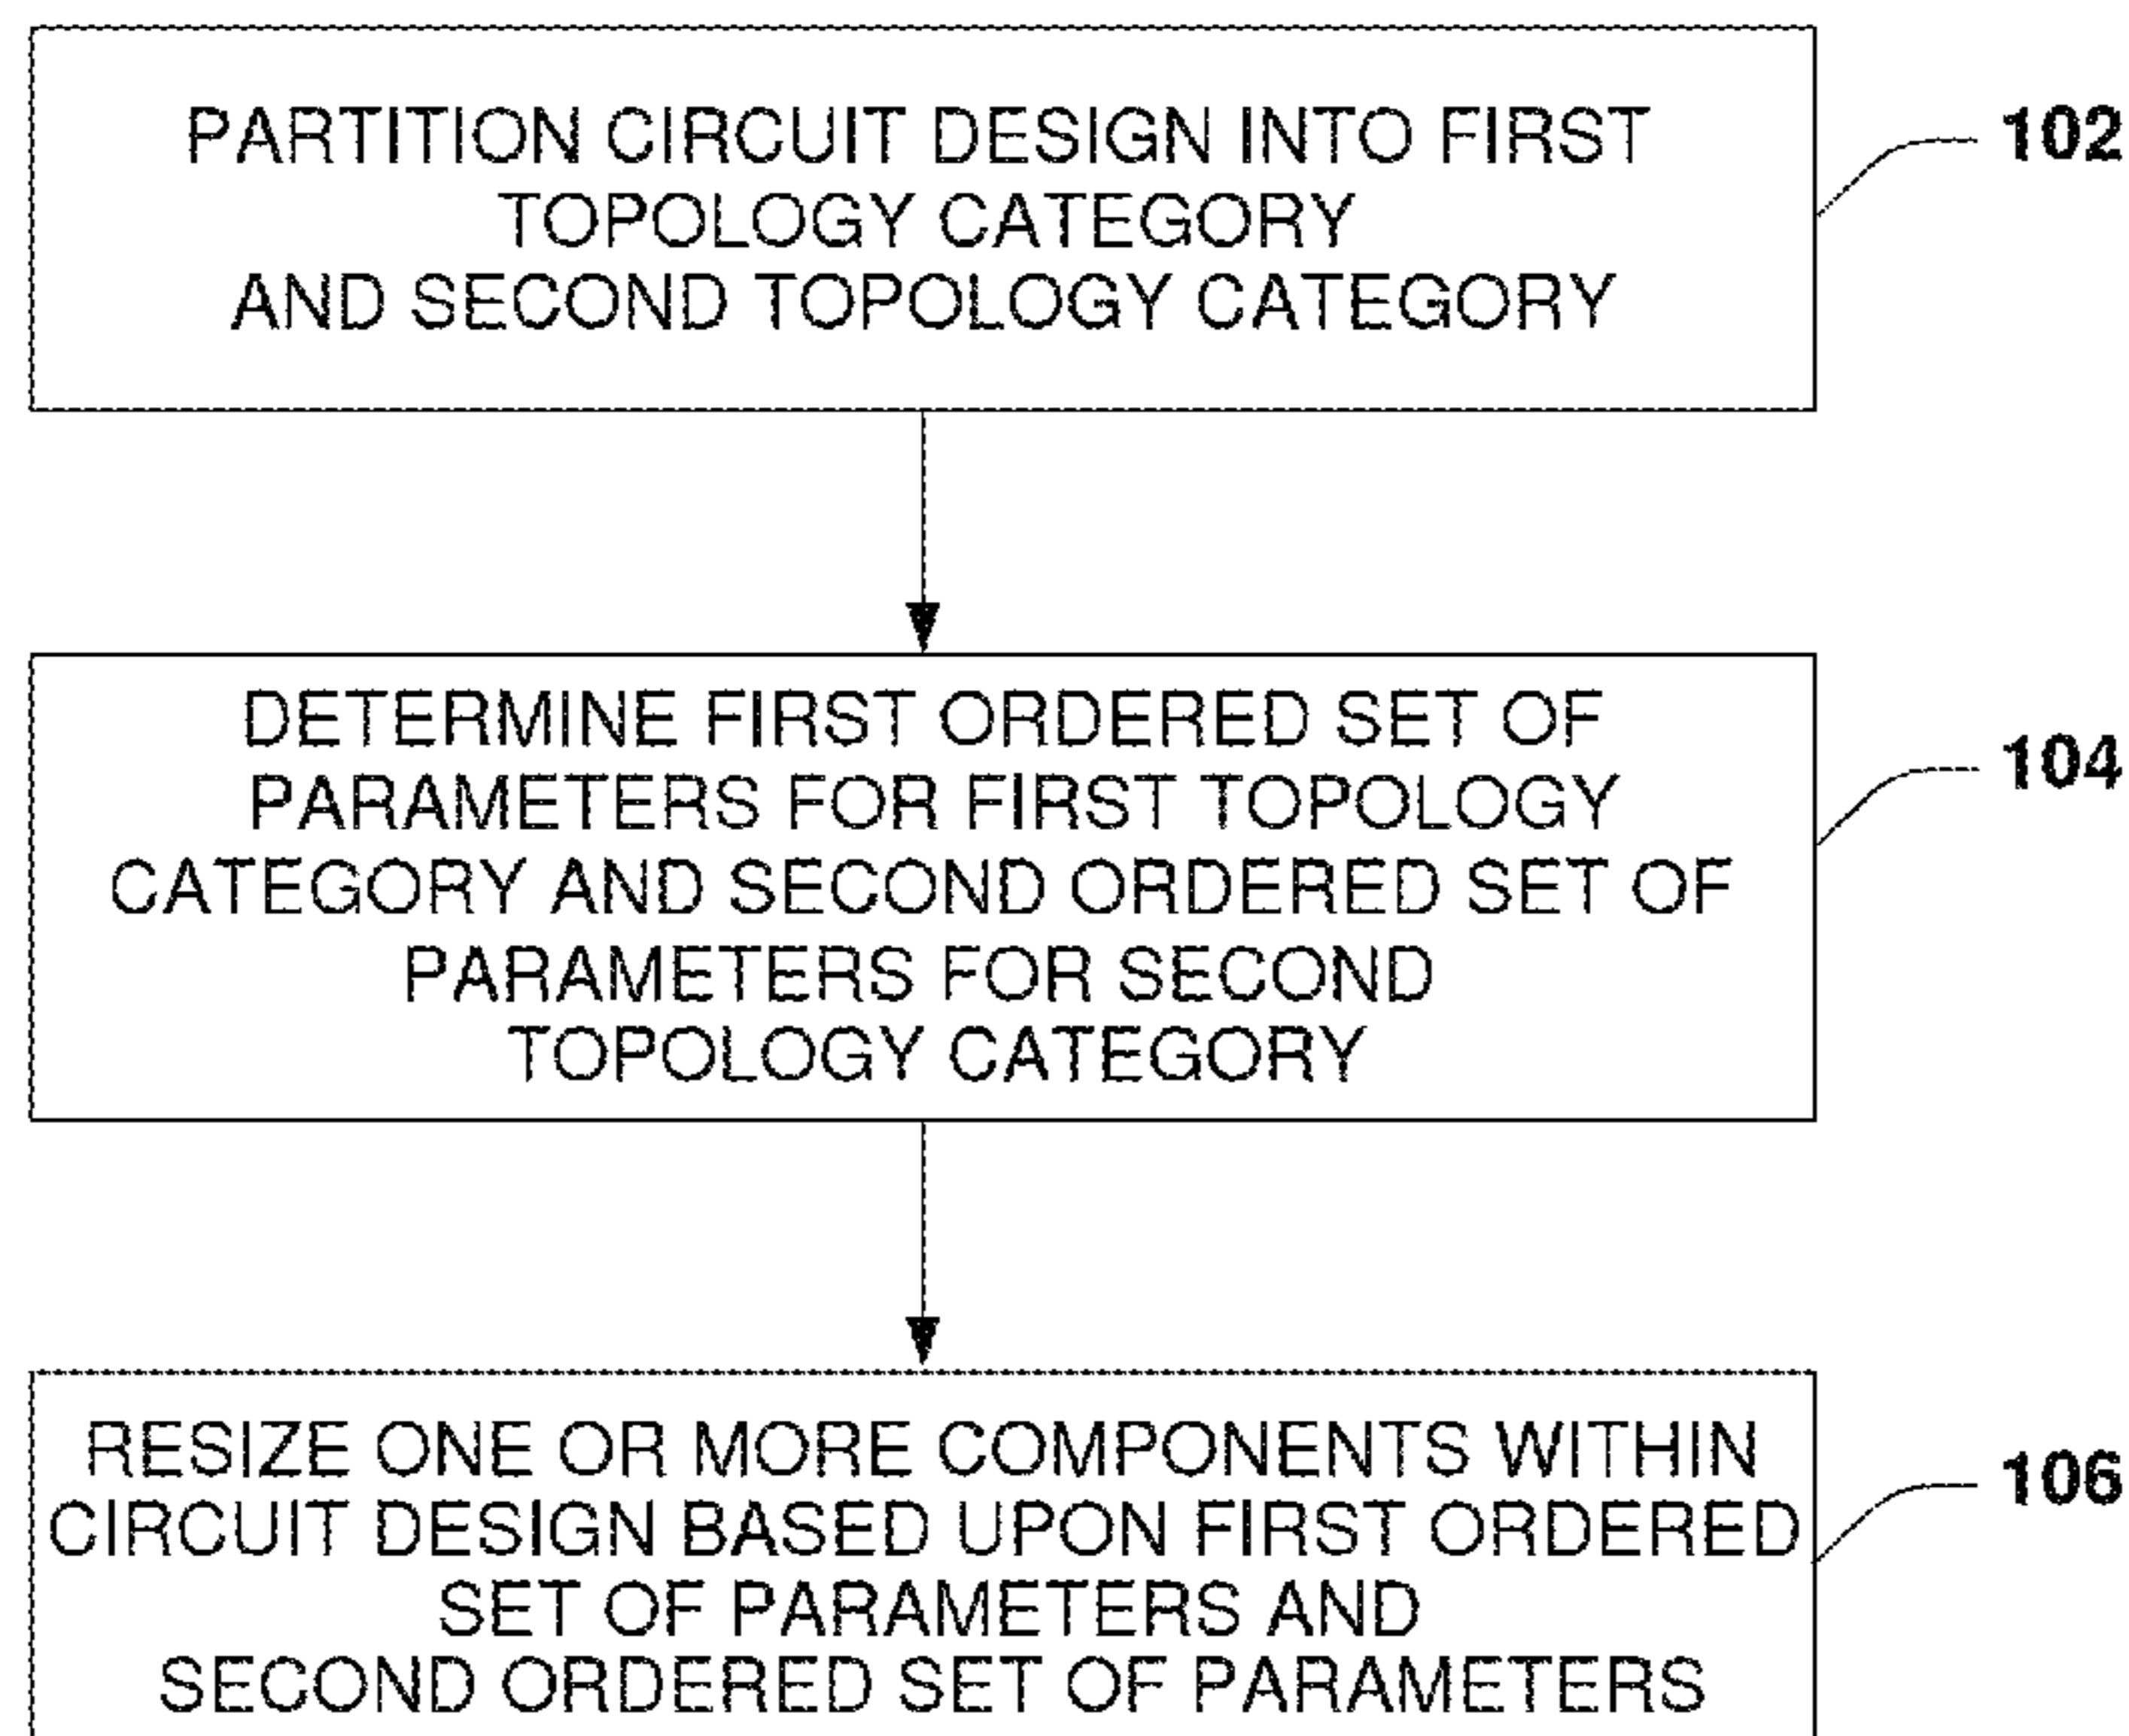 PARTITION CIRCUIT DESIGN INTO FIRST
TOPOLOGY CATEGORY
AND SECOND TOPOLOGY CATEGORY
102
DETERMINE FIRST ORDERED SET OF
PARAMETERS FOR FIRST TOPOLOGY
CATEGORY AND SECOND ORDERED SET OF
PARAMETERS FOR SECOND
TOPOLOGY CATEGORY
104
RESIZE ONE OR MORE COMPONENTS WITHIN
CIRCUIT DESIGN BASED UPON FIRST ORDERED
SET OF PARAMETERS AND
SECOND ORDERED SET OF PARAMETERS
106